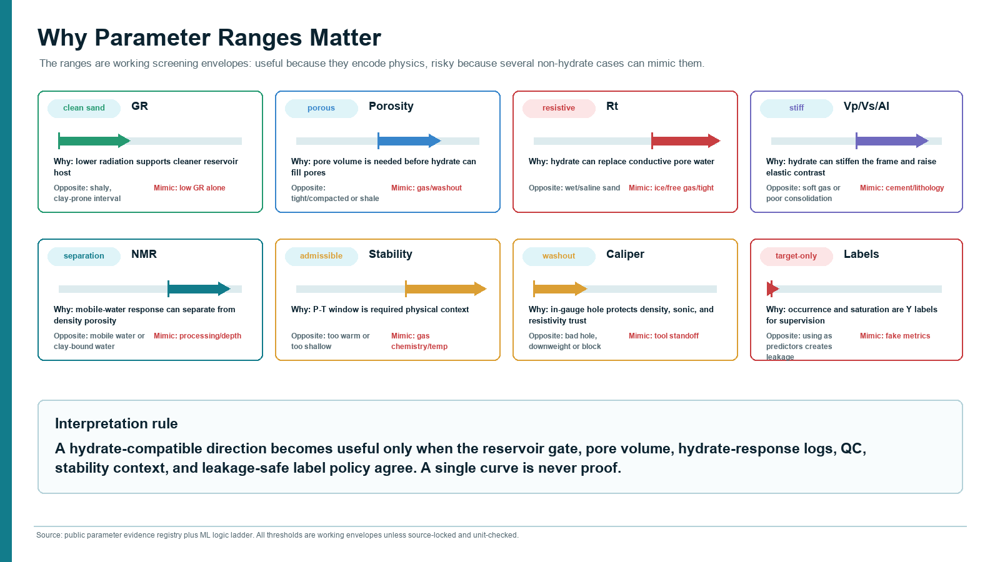 Why Parameter Ranges Matter
The ranges are working screening envelopes: useful because they encode physics, risky because several non-hydrate cases can mimic them.
clean sand
GR
Why: lower radiation supports cleaner reservoir
host
Opposite: shaly,
clay-prone interval
Mimic: low GR alone
porous
Porosity
Why: pore volume is needed before hydrate can
fill pores
Opposite:
tight/compacted or shale
Mimic: gas/washout
resistive
Rt
Why: hydrate can replace conductive pore water
Opposite: wet/saline sand
Mimic: ice/free gas/tight
stiff
Vp/Vs/AI
Why: hydrate can stiffen the frame and raise
elastic contrast
Opposite: soft gas or
poor consolidation
Mimic: cement/lithology
separation
NMR
Why: mobile-water response can separate from
density porosity
Opposite: mobile water or
clay-bound water
Mimic: processing/depth
admissible
Stability
Why: P-T window is required physical context
Opposite: too warm or
too shallow
Mimic: gas
chemistry/temp
washout
Caliper
Why: in-gauge hole protects density, sonic, and
resistivity trust
Opposite: bad hole,
downweight or block
Mimic: tool standoff
target-only
Labels
Why: occurrence and saturation are Y labels
for supervision
Opposite: using as
predictors creates
leakage
Mimic: fake metrics
Interpretation rule
A hydrate-compatible direction becomes useful only when the reservoir gate, pore volume, hydrate-response logs, QC,
stability context, and leakage-safe label policy agree. A single curve is never proof.
Source: public parameter evidence registry plus ML logic ladder. All thresholds are working envelopes unless source-locked and unit-checked.